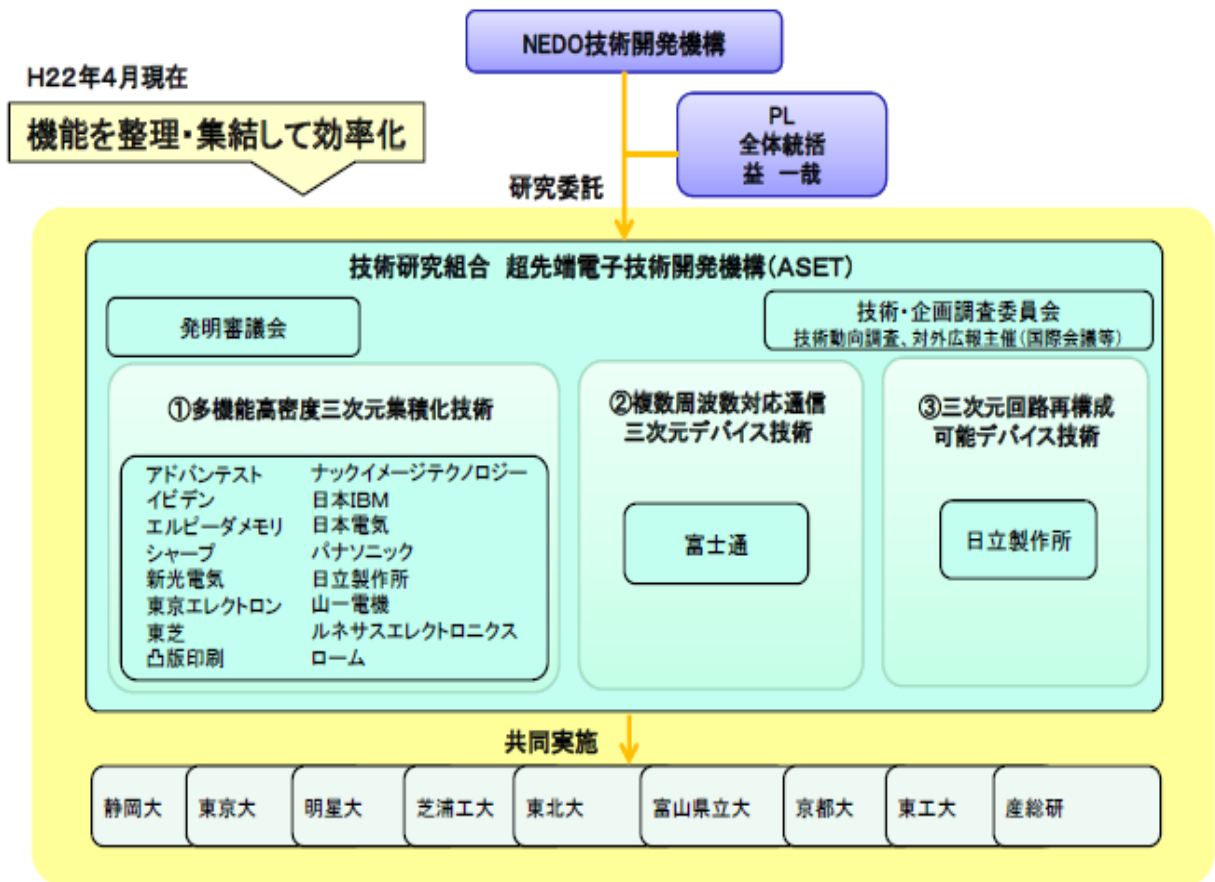 NEDO技術開発機構
H22年4月現在
機能を整理・集結して効率化
PL
全体統括
益 一哉
研究委託
技術研究組合 超先端電子技術開発機構(ASET)
発明審議会
技術・企画調査委員会
技術動向調査、対外広報主催(国際会議等)
①多機能高密度三次元集積化技術
アドバンテスト
イビデン
エルピーダメモリ
シャープ
新光電気
東京エレクトロン
東芝
凸版印刷
ナックイメージテクノロジー
日本IBM
日本電気
パナソニック
日立製作所
山一電機
ルネサスエレクトロニクス
ローム
②複数周波数対応通信
三次元デバイス技術
富士通
③三次元回路再構成
可能デバイス技術
日立製作所
共同実施
静岡大
東京大
明星大
芝浦工大
東北大
富山県立大
京都大
東工大
産総研